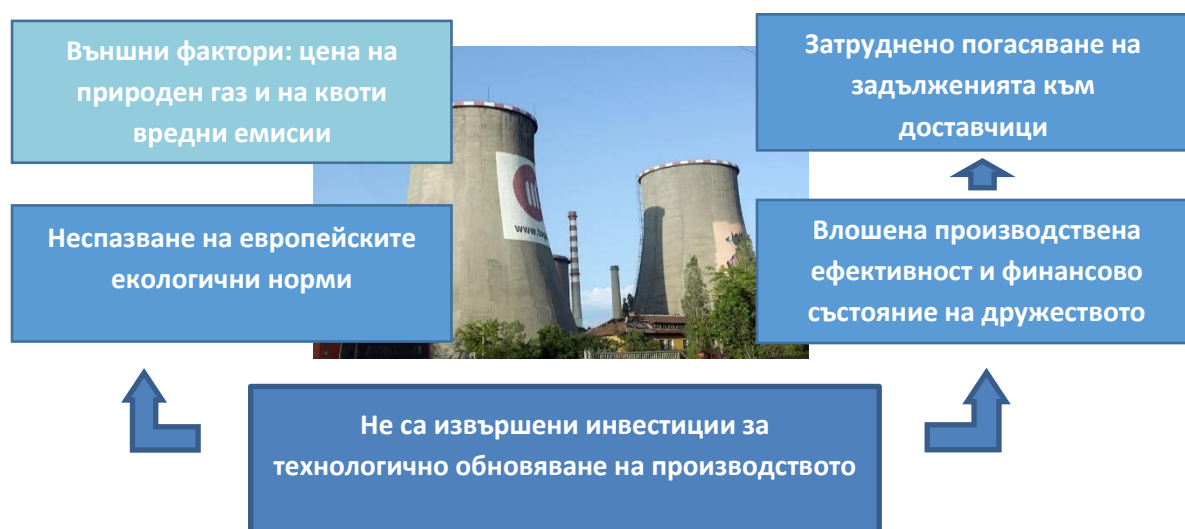 Външни фактори: цена на
природен газ и на квоти
вредни емисии
Затруднено погасяване на
задълженията към
доставчици
Неспазване на европейските
екологични норми
Влошена производствена
ефективност и финансово
състояние на дружеството
Не са извършени инвестиции за
технологично обновяване на производството